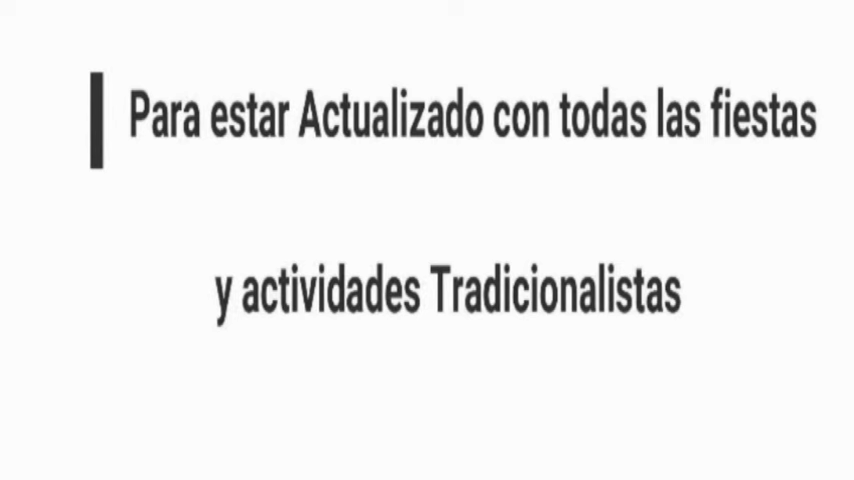 Para estar Actualizado con todas las fiestas
y actividades Tradicionalistas